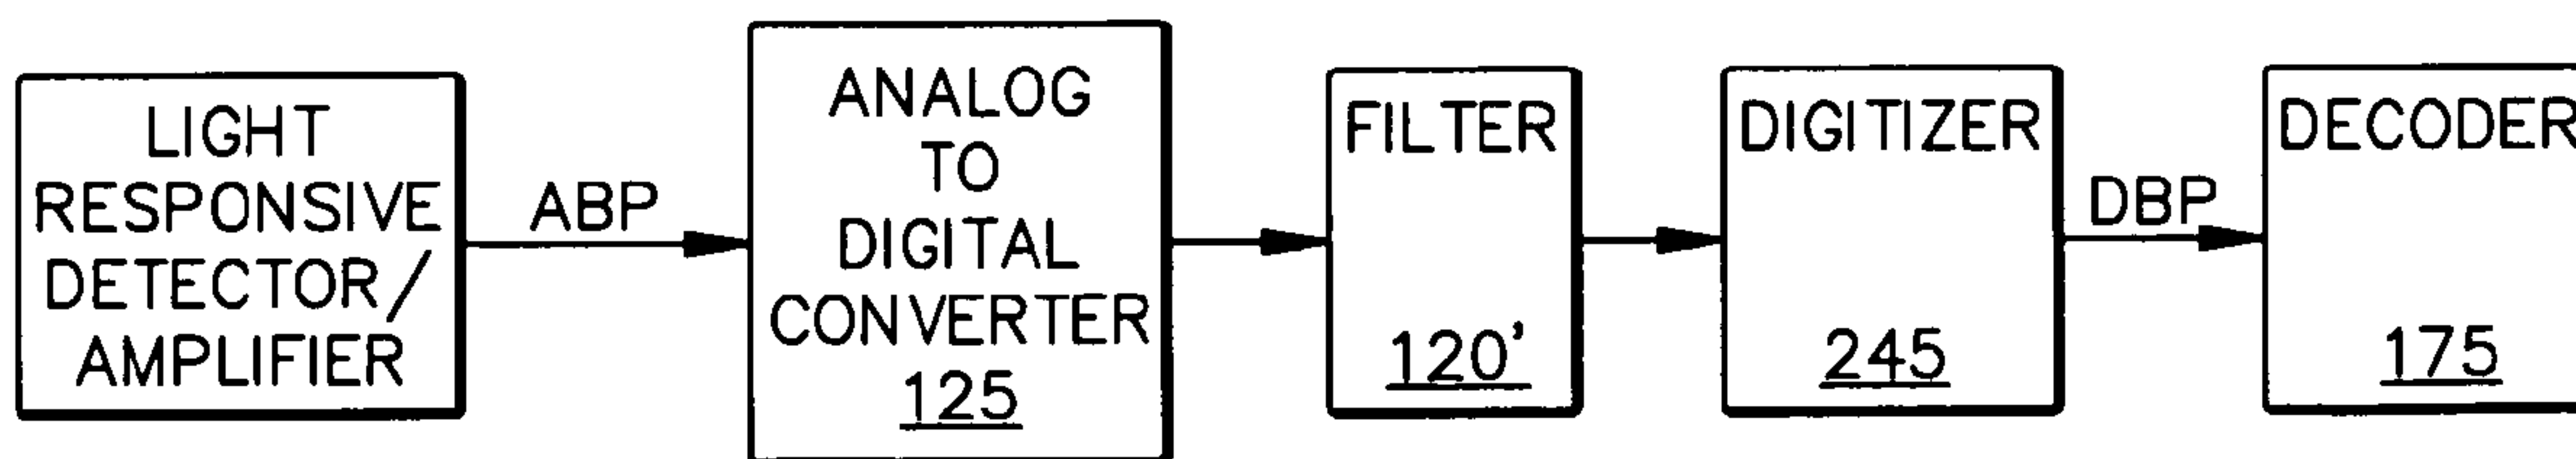 LIGHT
RESPONSIVE
DETECTOR/
AMPLIFIER
ABP
ANALOG
TO
DIGITAL
CONVERTER
125
FILTER
120'
DIGITIZER
245
DBP
DECODER
175